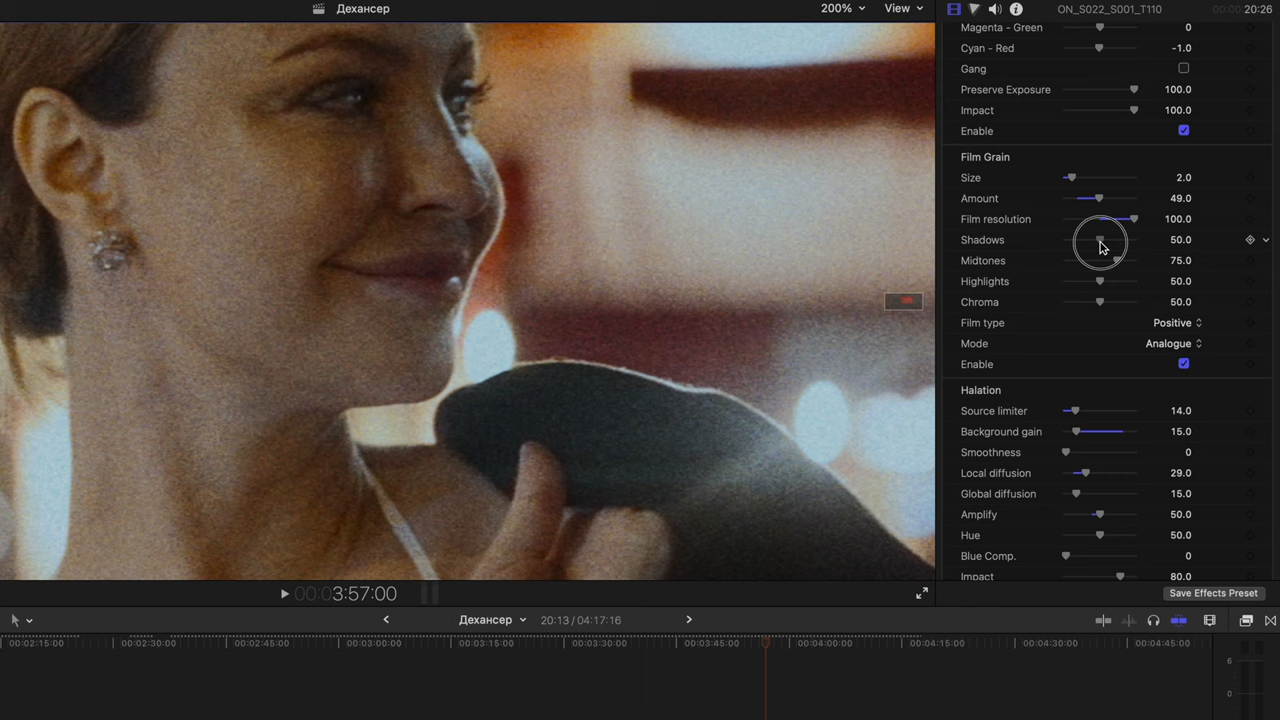 Дехансер
200%
View
ON_S022_S001_T110
00:00:20:26
Magenta - Green 0
Cyan - Red -1.0
Gang
Preserve Exposure 100.0
Impact 100.0
Enable
Film Grain
Size 2.0
Amount 49.0
Film resolution 100.0
Shadows 50.0
Midtones 75.0
Highlights 50.0
Chroma 50.0
Film type Positive
Mode Analogue
Enable
Halation
Source limiter 14.0
Background gain 15.0
Smoothness 0
Local diffusion 29.0
Global diffusion 15.0
Amplify 50.0
Hue 50.0
Blue Comp. 0
Impact 80.0
00:03:57:00
Save Effects Preset
Дехансер
20:13 / 04:17:16
00:02:15:00
00:02:30:00
00:02:45:00
00:03:00:00
00:03:15:00
00:03:30:00
00:03:45:00
00:04:00:00
00:04:15:00
00:04:30:00
00:04:45:00
6
0